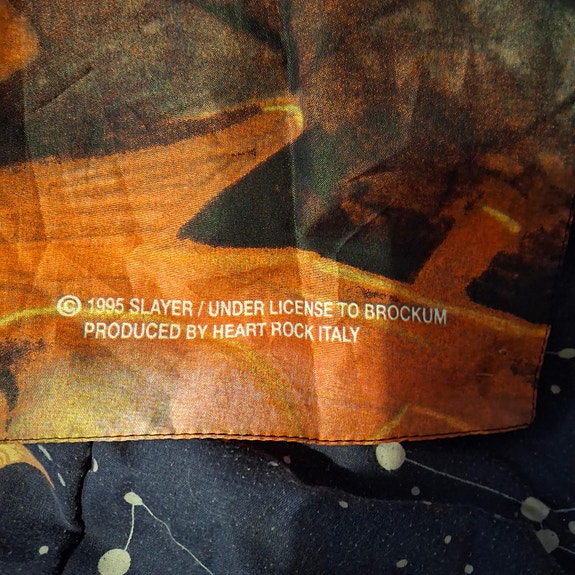 © 1995 SLAYER / UNDER LICENSE TO BROCKUM
PRODUCED BY HEART ROCK ITALY